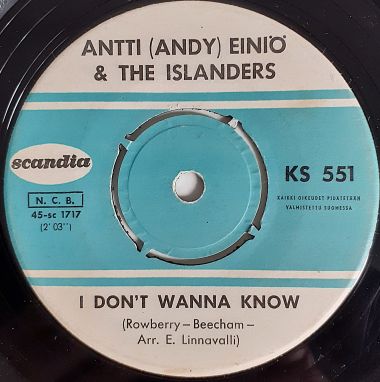 ANTTI (ANDY) EINIÖ
& THE ISLANDERS
scandia
N. C. B.
45-sc 1717
(2' 03")
KS 551
KAIKKI OIKEUDET PIDÄTETÄÄN
VALMISTETTU SUOMESSA
I DON'T WANNA KNOW
(Rowberry – Beecham –
Arr. E. Linnavalli)